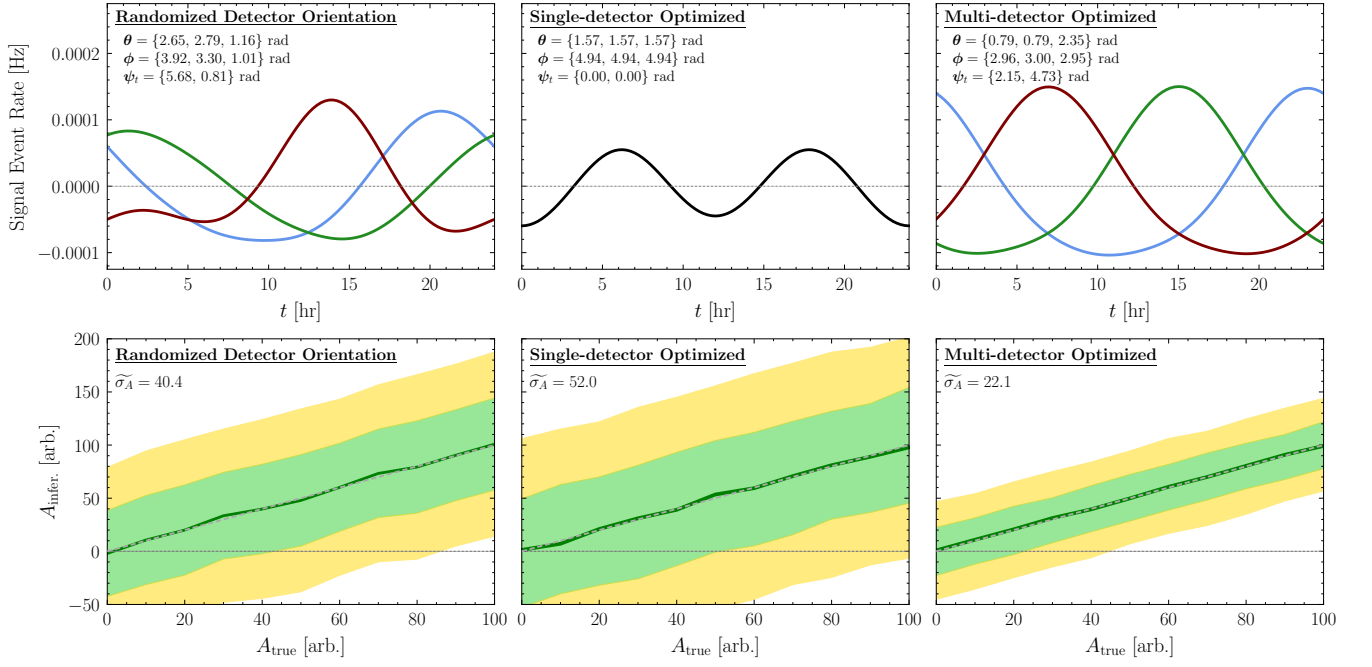 Randomized Detector Orientation
θ = {2.65, 2.79, 1.16} rad
ϕ = {3.92, 3.30, 1.01} rad
ψₜ = {5.68, 0.81} rad
Single-detector Optimized
θ = {1.57, 1.57, 1.57} rad
ϕ = {4.94, 4.94, 4.94} rad
ψₜ = {0.00, 0.00} rad
Multi-detector Optimized
θ = {0.79, 0.79, 2.35} rad
ϕ = {2.96, 3.00, 2.95} rad
ψₜ = {2.15, 4.73} rad
Signal Event Rate [Hz]
0.0002
0.0001
0.0000
−0.0001
0 5 10 15 20
0 5 10 15 20
0 5 10 15 20
t [hr]
t [hr]
t [hr]
Randomized Detector Orientation
σ̃_A = 40.4
Single-detector Optimized
σ̃_A = 52.0
Multi-detector Optimized
σ̃_A = 22.1
A_infer. [arb.]
200
150
100
50
0
−50
0 20 40 60 80 100
0 20 40 60 80 100
0 20 40 60 80 100
A_true [arb.]
A_true [arb.]
A_true [arb.]